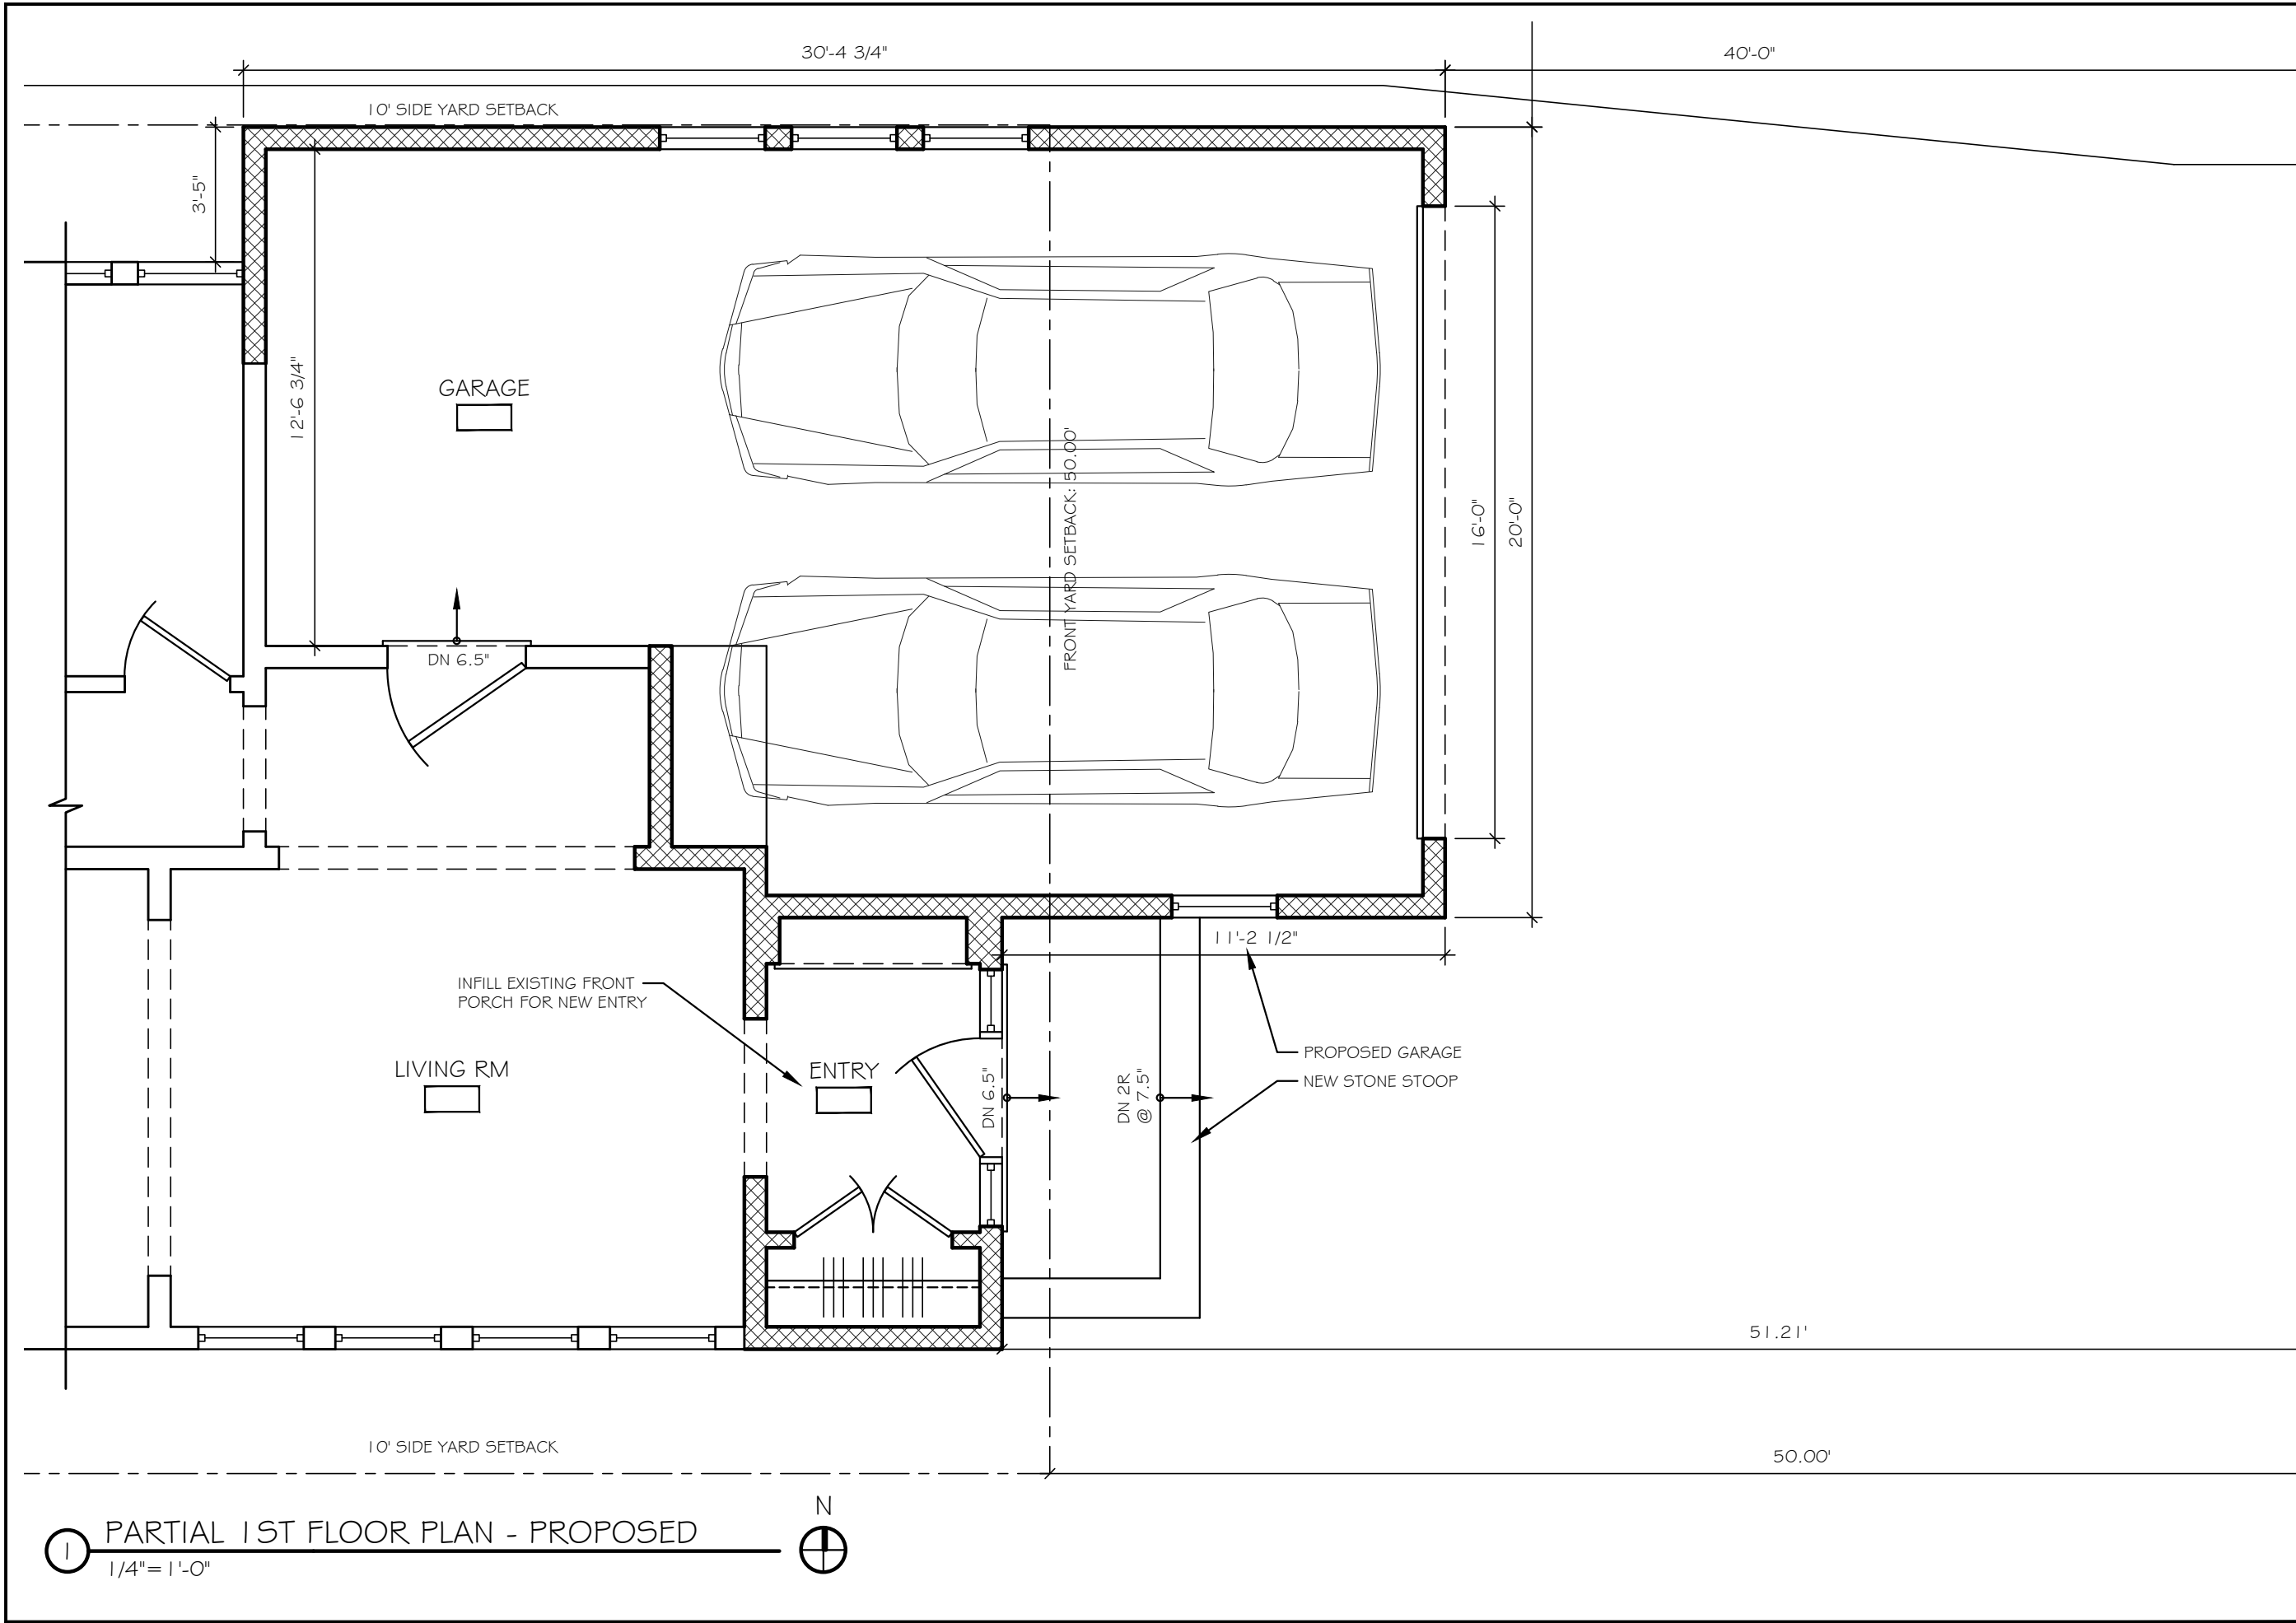 30'-4 3/4"
40'-0"
10' SIDE YARD SETBACK
3'-5"
12'-6 3/4"
GARAGE
FRONT YARD SETBACK: 50.00'
16'-0"
20'-0"
DN 6.5"
11'-2 1/2"
INFILL EXISTING FRONT
PORCH FOR NEW ENTRY
LIVING RM
ENTRY
DN 6.5"
DN 2R
@ 7.5"
PROPOSED GARAGE
NEW STONE STOOP
51.21'
10' SIDE YARD SETBACK
50.00'
N
1
PARTIAL 1ST FLOOR PLAN - PROPOSED
1/4"=1'-0"